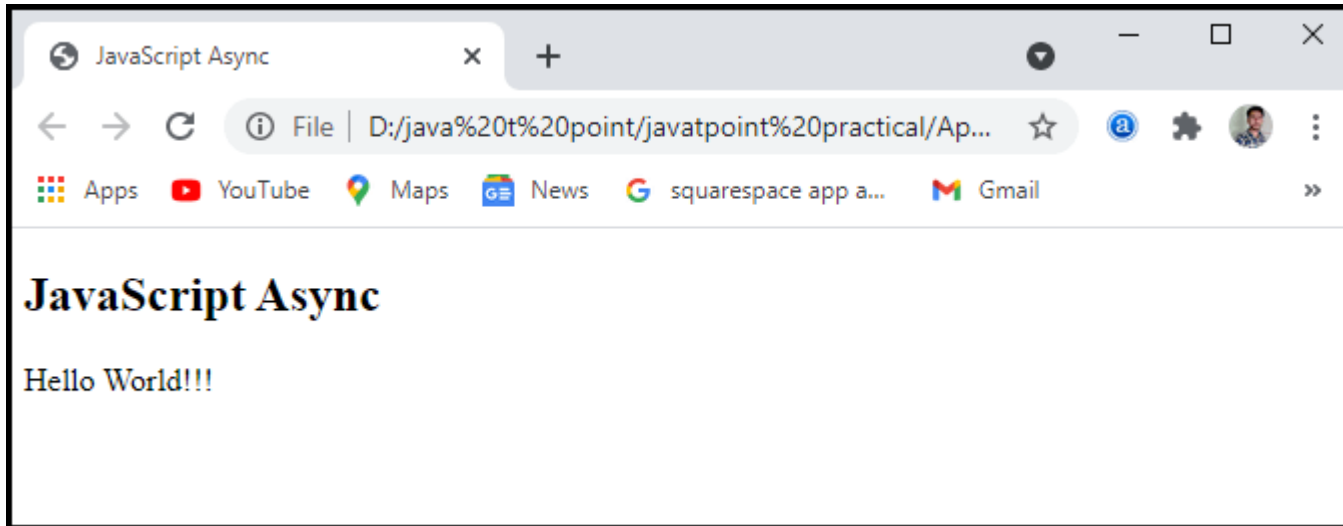 JavaScript Async
File D:/java%20t%20point/javatpoint%20practical/Ap...
Apps YouTube Maps GE News G squarespace app a... M Gmail
JavaScript Async
Hello World!!!